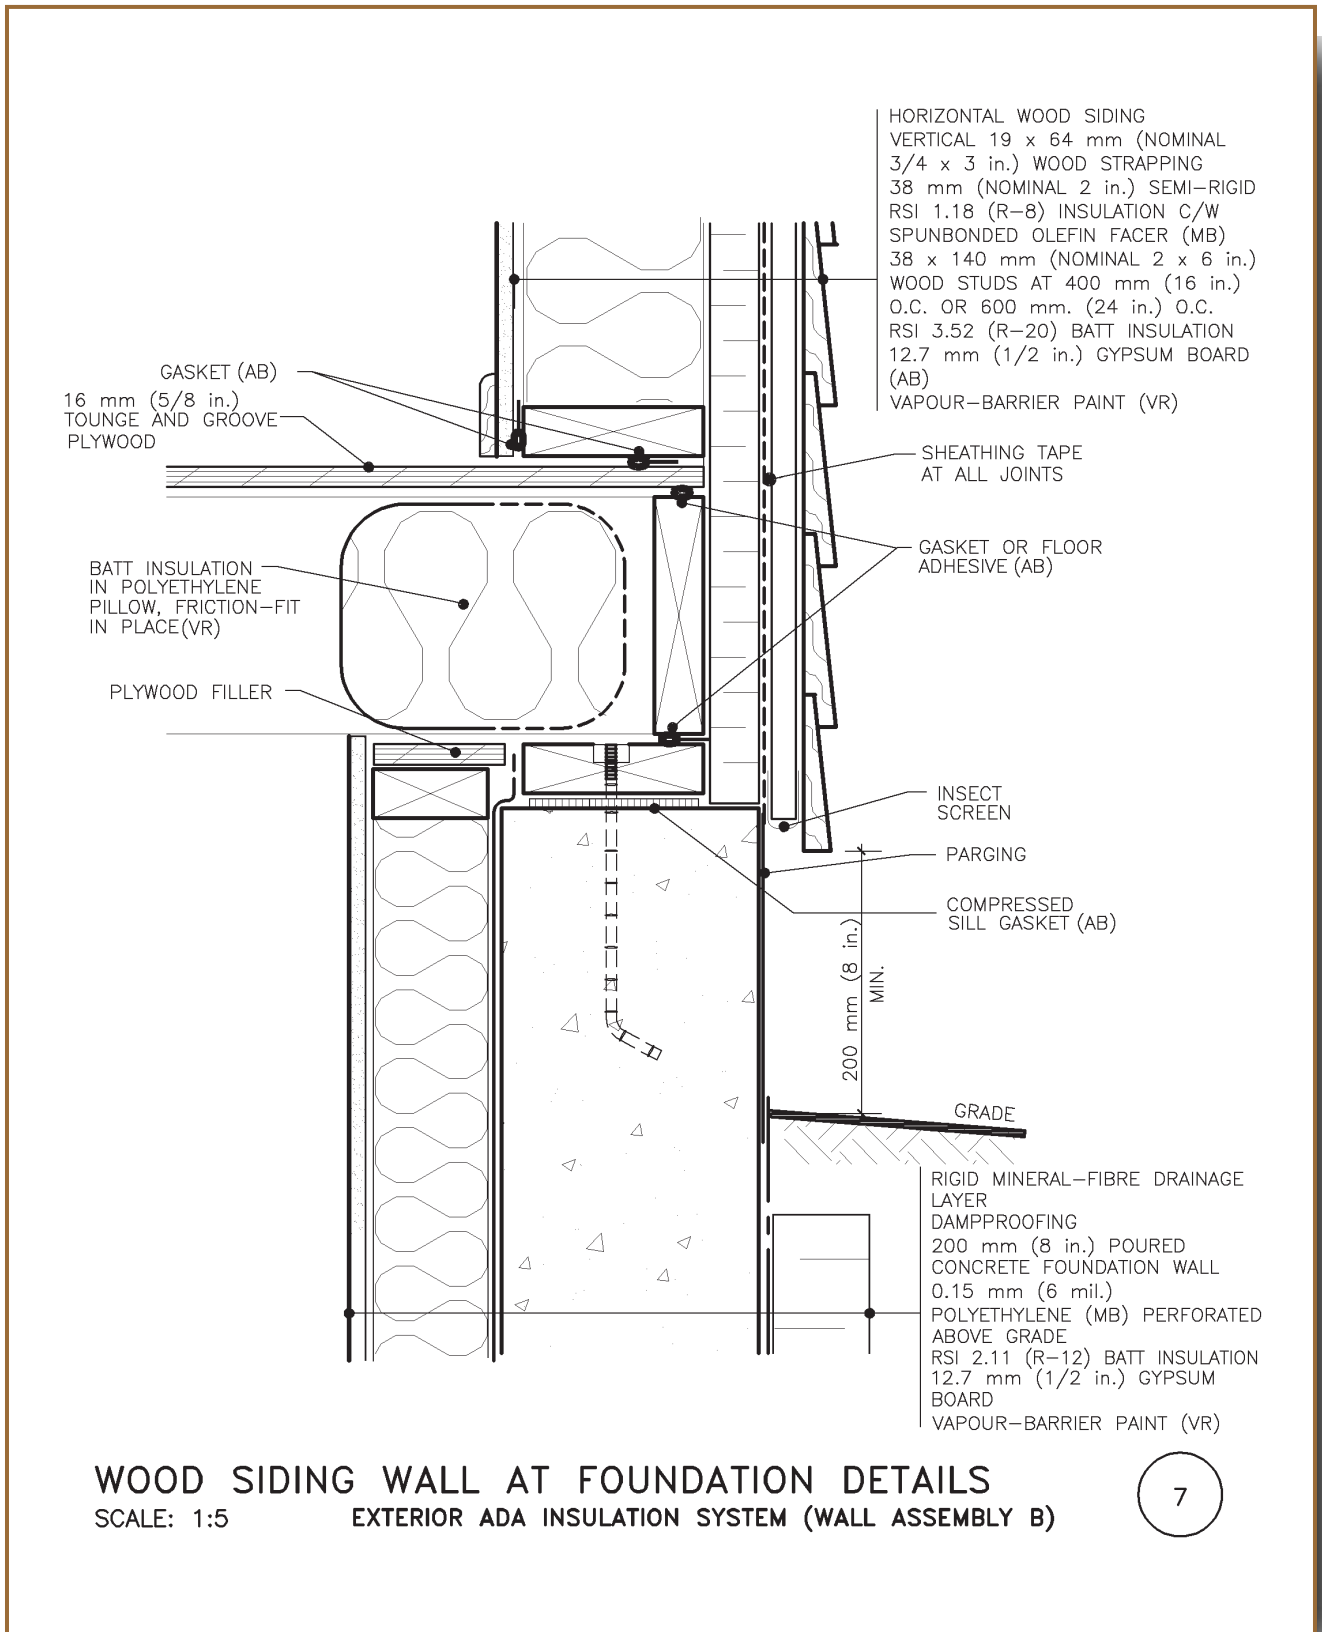 HORIZONTAL WOOD SIDING
VERTICAL 19 x 64 mm (NOMINAL
3/4 x 3 in.) WOOD STRAPPING
38 mm (NOMINAL 2 in.) SEMI-RIGID
RSI 1.18 (R-8) INSULATION C/W
SPUNBONDED OLEFIN FACER (MB)
38 x 140 mm (NOMINAL 2 x 6 in.)
WOOD STUDS AT 400 mm (16 in.)
O.C. OR 600 mm. (24 in.) O.C.
RSI 3.52 (R-20) BATT INSULATION
12.7 mm (1/2 in.) GYPSUM BOARD
(AB)
VAPOUR-BARRIER PAINT (VR)
GASKET (AB)
16 mm (5/8 in.)
TOUNGE AND GROOVE
PLYWOOD
SHEATHING TAPE
AT ALL JOINTS
GASKET OR FLOOR
ADHESIVE (AB)
BATT INSULATION
IN POLYETHYLENE
PILLOW, FRICTION-FIT
IN PLACE(VR)
PLYWOOD FILLER
INSECT
SCREEN
PARGING
COMPRESSED
SILL GASKET (AB)
200 mm (8 in.)
MIN.
GRADE
RIGID MINERAL-FIBRE DRAINAGE
LAYER
DAMPPROOFING
200 mm (8 in.) POURED
CONCRETE FOUNDATION WALL
0.15 mm (6 mil.)
POLYETHYLENE (MB) PERFORATED
ABOVE GRADE
RSI 2.11 (R-12) BATT INSULATION
12.7 mm (1/2 in.) GYPSUM
BOARD
VAPOUR-BARRIER PAINT (VR)
WOOD SIDING WALL AT FOUNDATION DETAILS
SCALE: 1:5 EXTERIOR ADA INSULATION SYSTEM (WALL ASSEMBLY B)
7